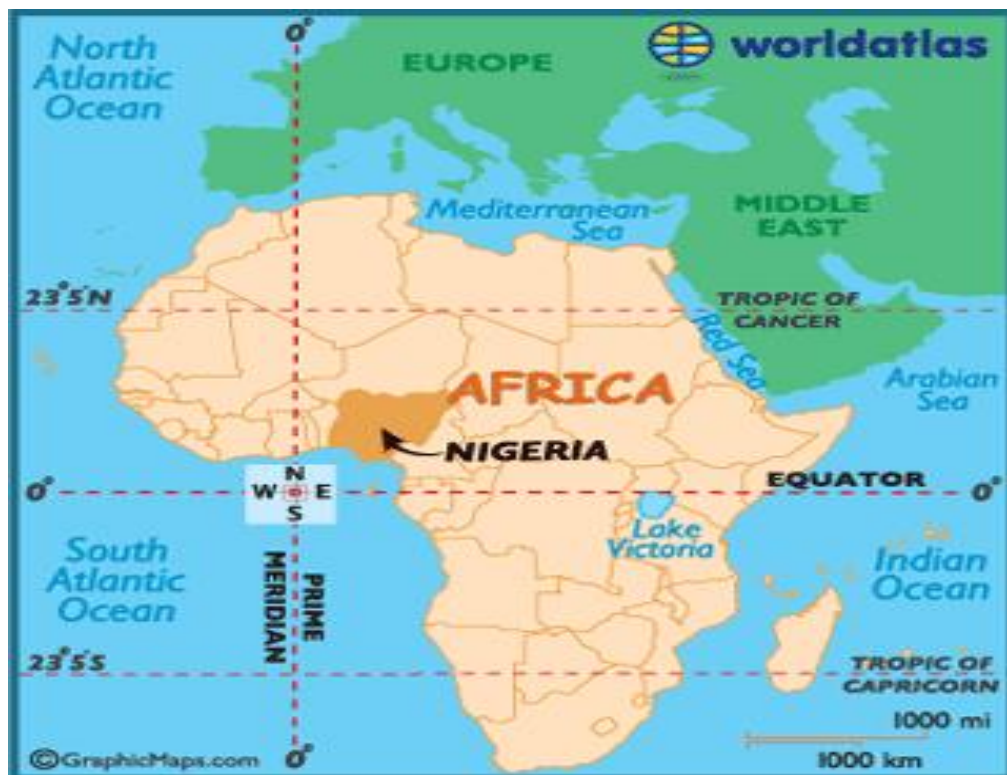 0°
North
Atlantic
Ocean
EUROPE
worldatlas
Mediterranean
Sea
MIDDLE
EAST
23°5'N
TROPIC OF
CANCER
Red Sea
Arabian
Sea
AFRICA
NIGERIA
0°
N
W E
S
EQUATOR
0°
Lake
Victoria
South
Atlantic
Ocean
PRIME
MERIDIAN
Indian
Ocean
23°5'S
TROPIC OF
CAPRICORN
1000 mi
1000 km
©GraphicMaps.com
0°